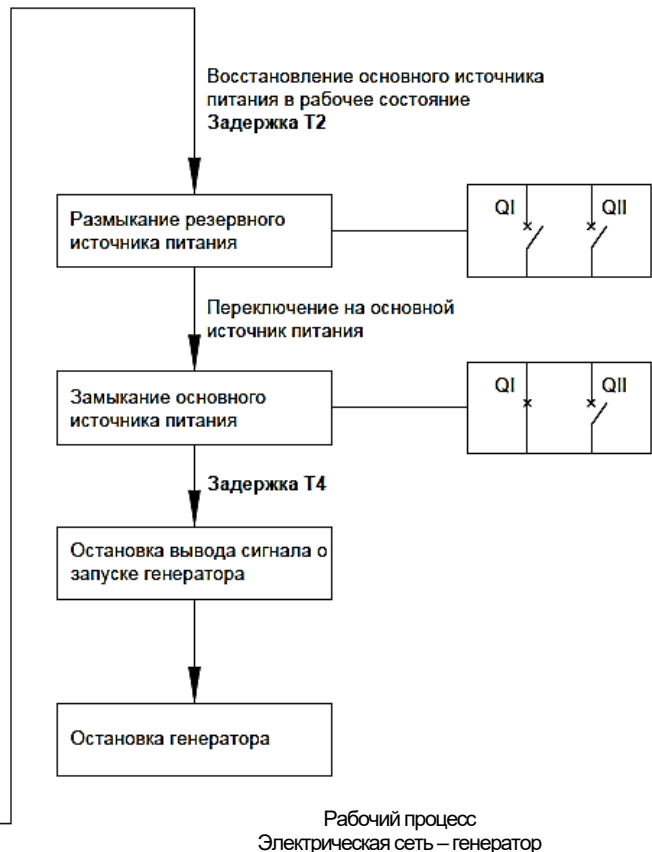 Восстановление основного источника
питания в рабочее состояние
Задержка T2
Размыкание резервного
источника питания
QI
QII
Переключение на основной
источник питания
Замыкание основного
источника питания
QI
QII
Задержка T4
Остановка вывода сигнала о
запуске генератора
Остановка генератора
Рабочий процесс
Электрическая сеть – генератор